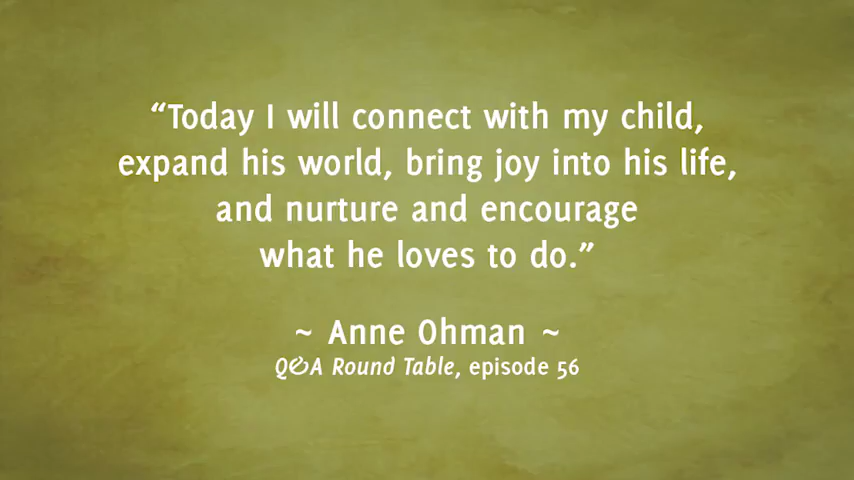 “Today I will connect with my child,
expand his world, bring joy into his life,
and nurture and encourage
what he loves to do.”
~ Anne Ohman ~
Q&A Round Table, episode 56